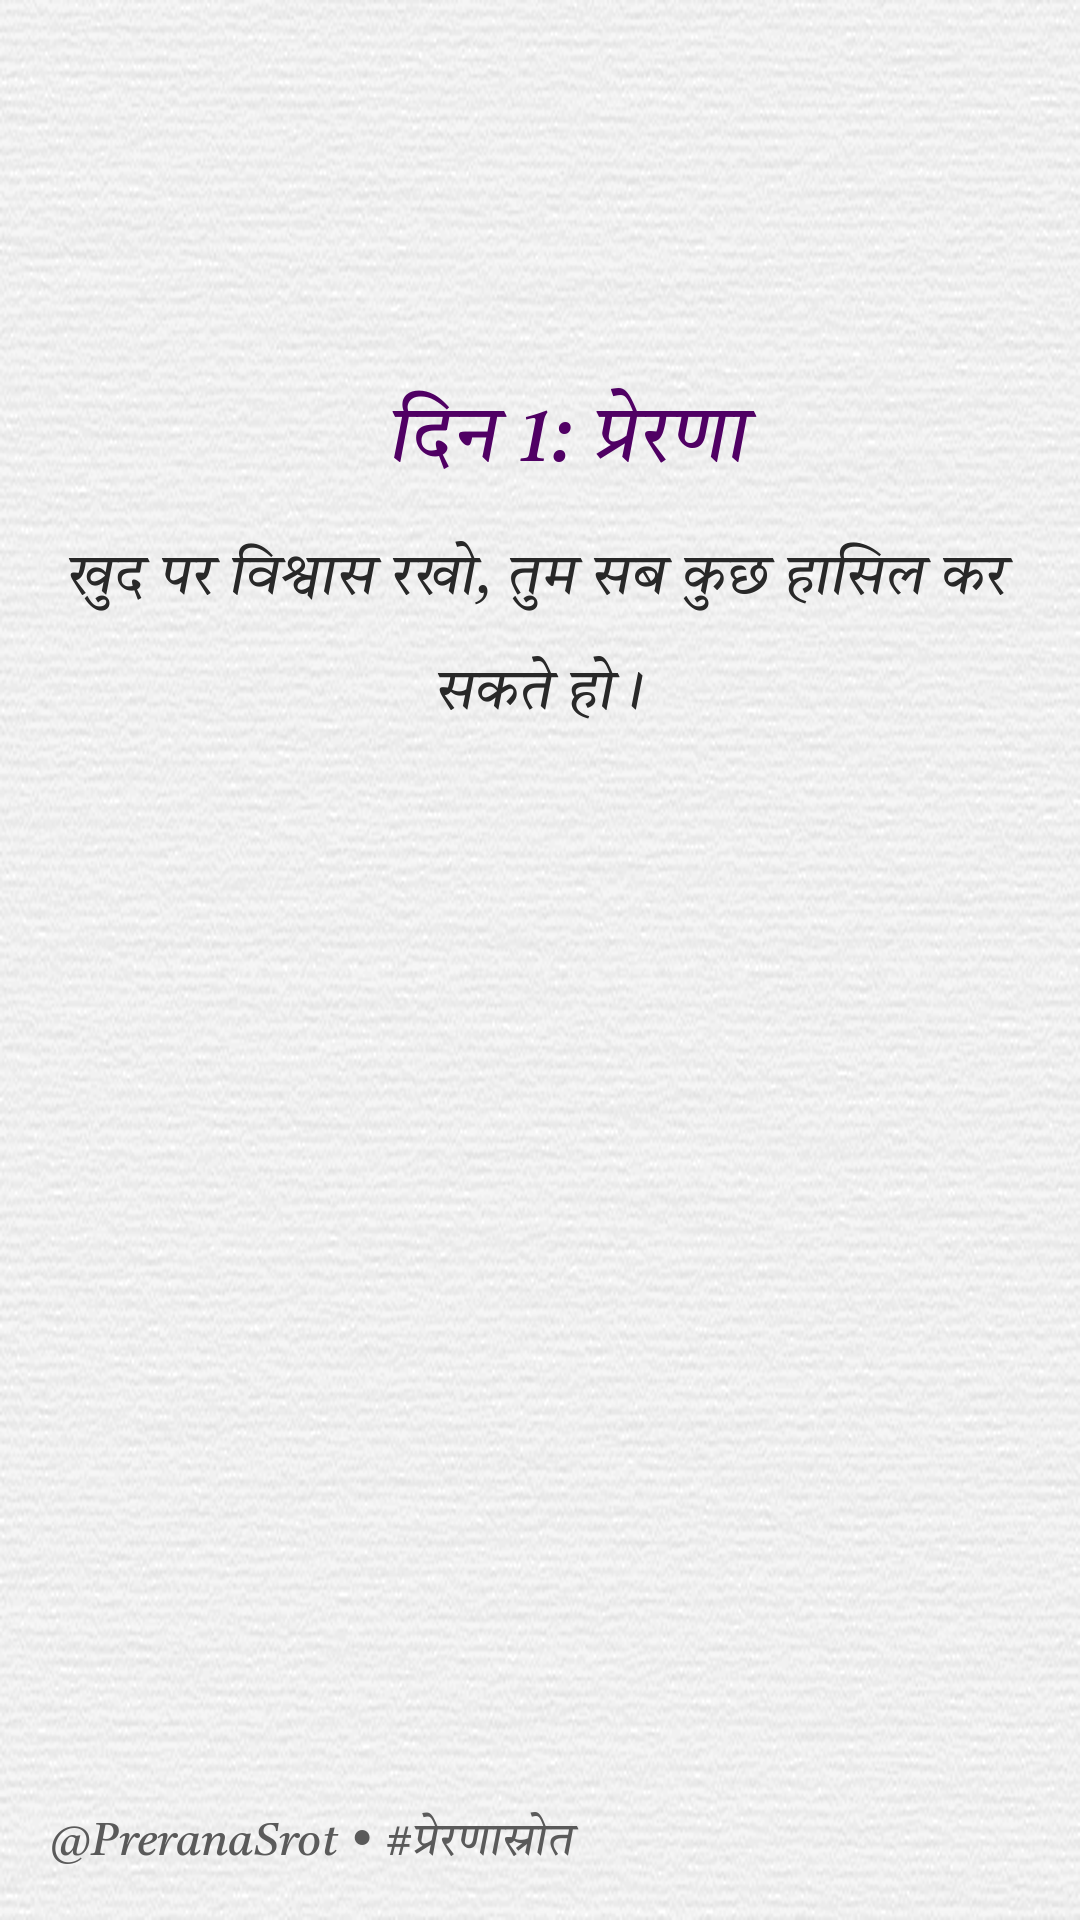 दिन 1: प्रेरणा
खुद पर विश्वास रखो, तुम सब कुछ हासिल कर
सकते हो।
@PreranaSrot • #प्रेरणास्रोत